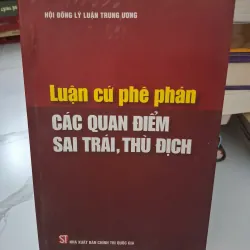 HỘI ĐỒNG LÝ LUẬN TRUNG ƯƠNG
Luận cứ phê phán
CÁC QUAN ĐIỂM
SAI TRÁI, THÙ ĐỊCH
ST
NHÀ XUẤT BẢN CHÍNH TRỊ QUỐC GIA